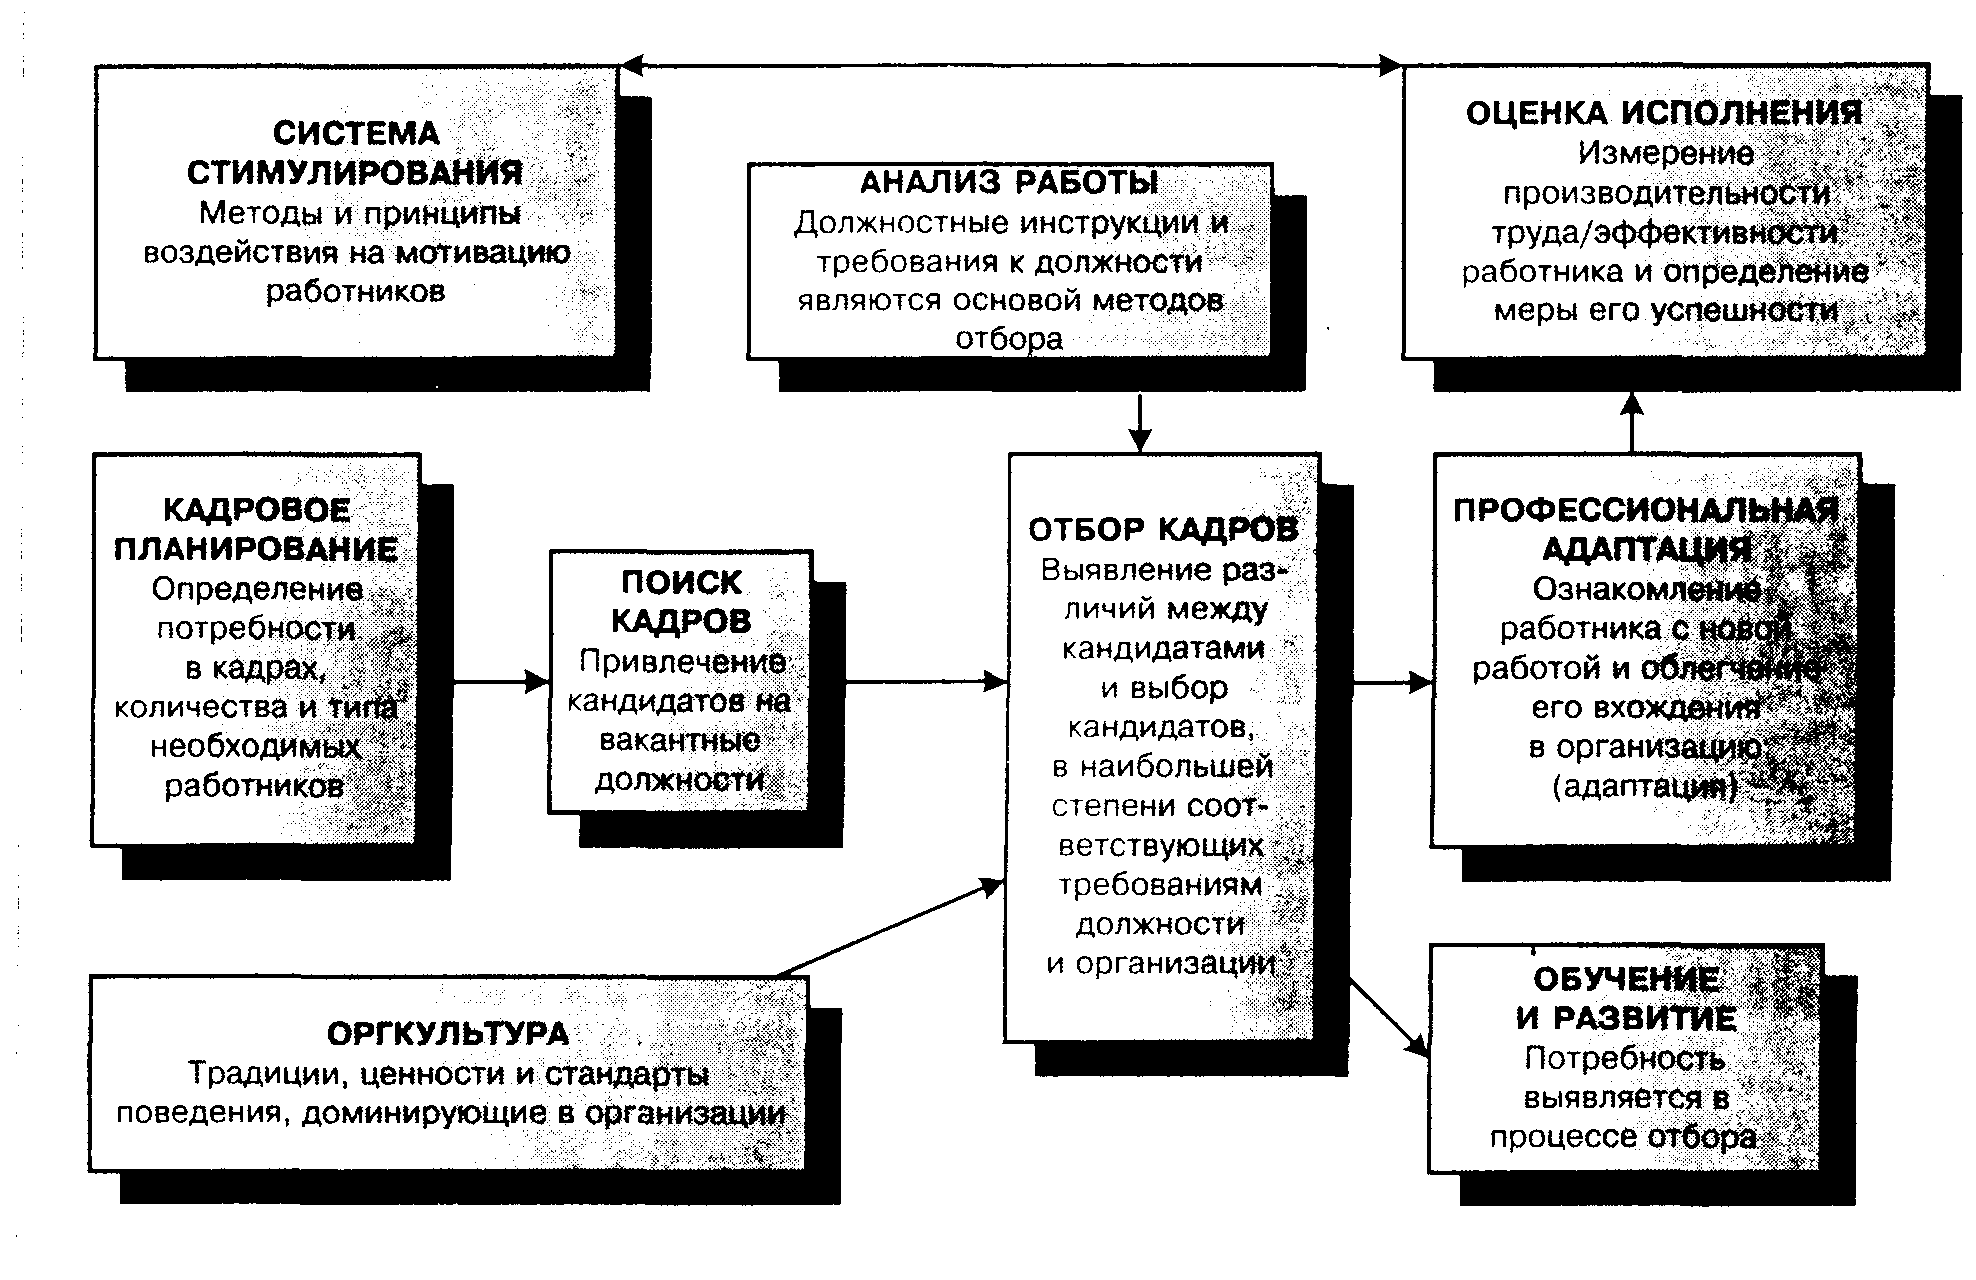 СИСТЕМА
СТИМУЛИРОВАНИЯ
Методы и принципы
воздействия на мотивацию
работников
АНАЛИЗ РАБОТЫ
Должностные инструкции и
требования к должности
являются основой методов
отбора
ОЦЕНКА ИСПОЛНЕНИЯ
Измерение
производительности
труда/эффективности
работника и определение
меры его успешности
КАДРОВОЕ
ПЛАНИРОВАНИЕ
Определение
потребности
в кадрах,
количества и типа
необходимых
работников
ПОИСК
КАДРОВ
Привлечение
кандидатов на
вакантные
должности
ОТБОР КАДРОВ
Выявление раз-
личий между
кандидатами
и выбор
кандидатов,
в наибольшей
степени соот-
ветствующих
требованиям
должности
и организации
ПРОФЕССИОНАЛЬНАЯ
АДАПТАЦИЯ
Ознакомление
работника с новой
работой и облегчение
его вхождения
в организацию
(адаптация)
ОРГКУЛЬТУРА
Традиции, ценности и стандарты
поведения, доминирующие в организации
ОБУЧЕНИЕ
И РАЗВИТИЕ
Потребность
выявляется в
процессе отбора